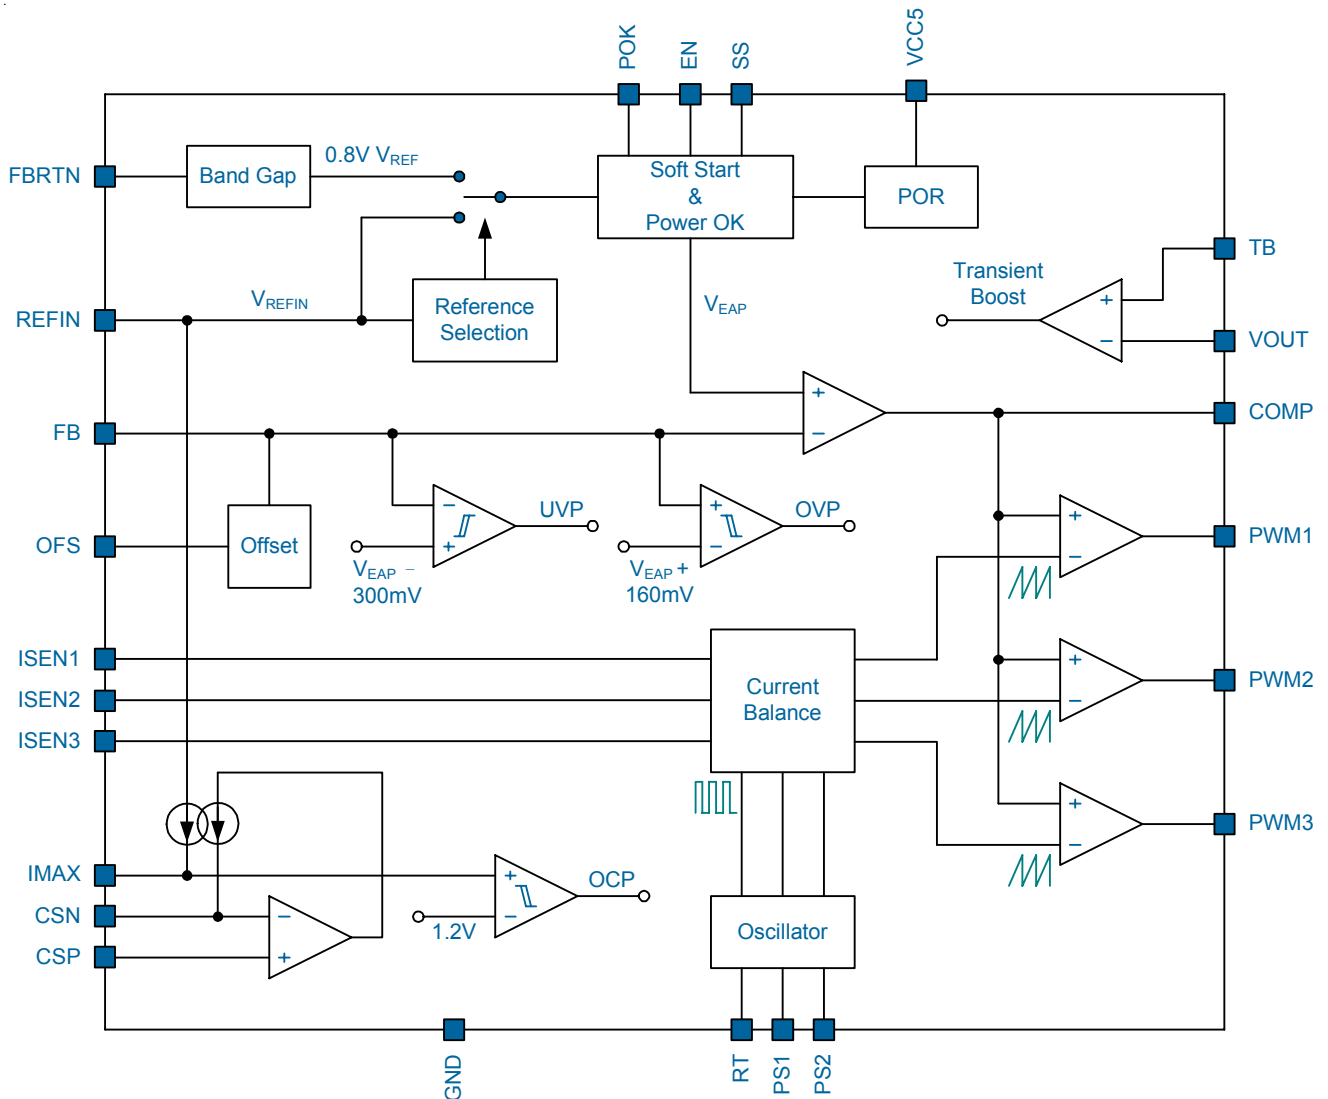 POK
EN
SS
VCC5
FBRTN
Band Gap
0.8V VREF
Soft Start
&
Power OK
POR
TB
Transient
Boost
+
−
VOUT
REFIN
VREFIN
Reference
Selection
VEAP
+
−
COMP
FB
−
+
UVP
VEAP −
300mV
+
−
OVP
VEAP +
160mV
OFS
Offset
+
−
PWM1
ISEN1
ISEN2
ISEN3
Current
Balance
+
−
PWM2
+
−
PWM3
IMAX
CSN
CSP
−
+
+
−
OCP
1.2V
Oscillator
GND
RT
PS1
PS2